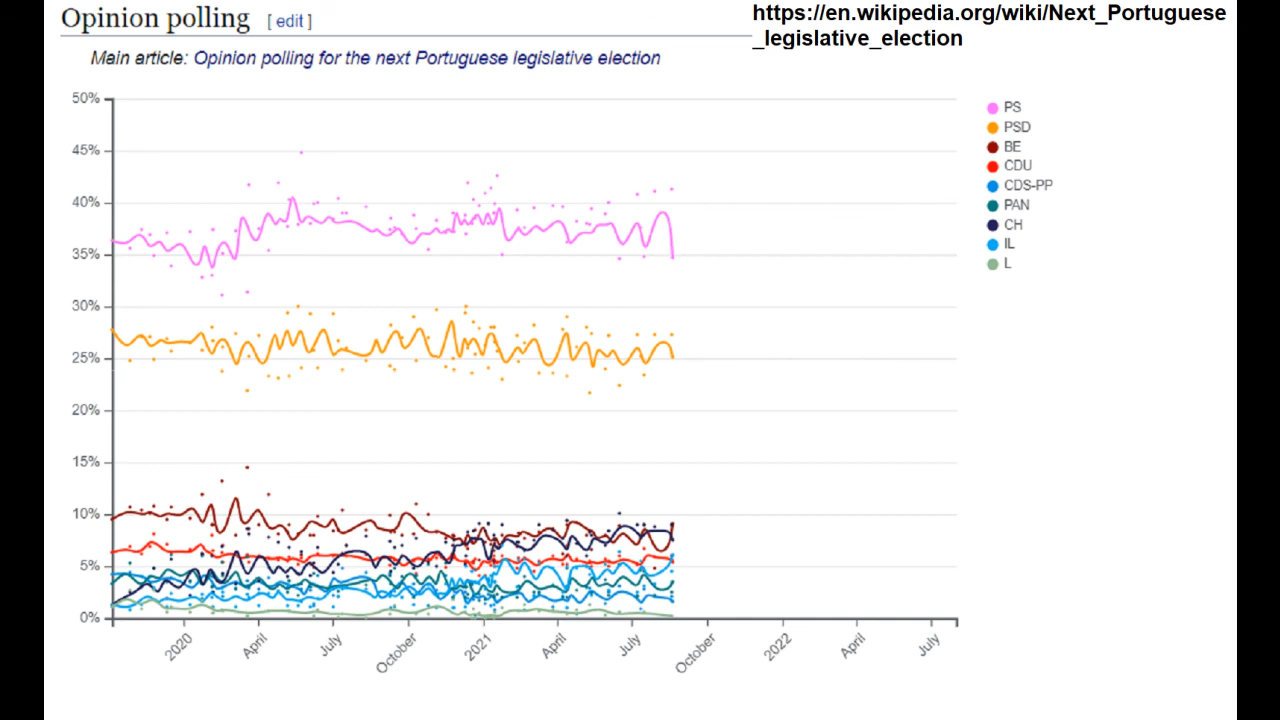 Opinion polling [ edit ]
https://en.wikipedia.org/wiki/Next_Portuguese
_legislative_election
Main article: Opinion polling for the next Portuguese legislative election
50%
45%
40%
35%
30%
25%
20%
15%
10%
5%
0%
2020
April
July
October
2021
April
July
October
2022
April
July
PS
PSD
BE
CDU
CDS-PP
PAN
CH
IL
L